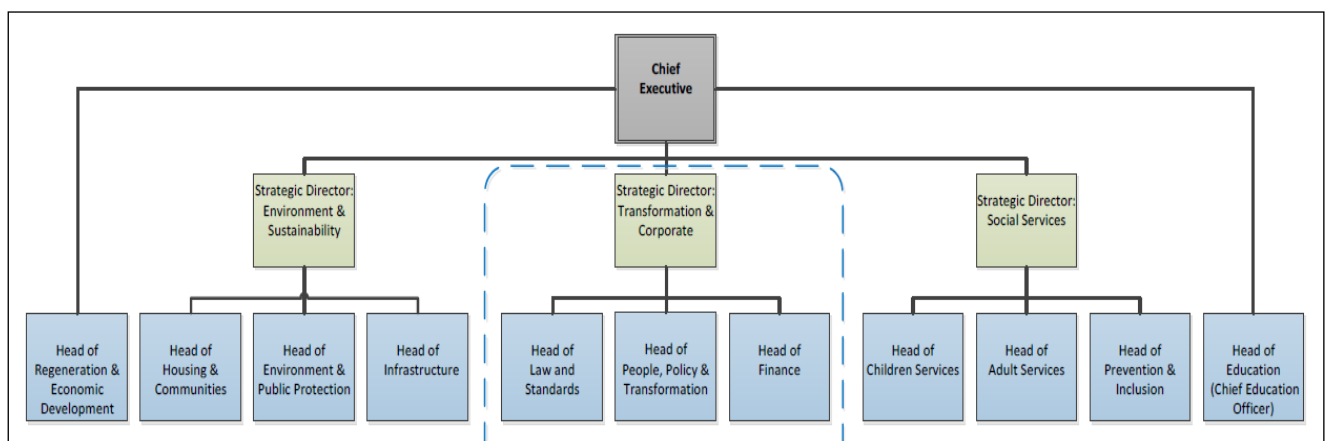 Chief
Executive
Strategic Director:
Environment &
Sustainability
Strategic Director:
Transformation &
Corporate
Strategic Director:
Social Services
Head of
Regeneration &
Economic
Development
Head of
Housing &
Communities
Head of
Environment &
Public Protection
Head of
Infrastructure
Head of
Law and
Standards
Head of
People, Policy &
Transformation
Head of
Finance
Head of
Children Services
Head of
Adult Services
Head of
Prevention &
Inclusion
Head of
Education
(Chief Education
Officer)